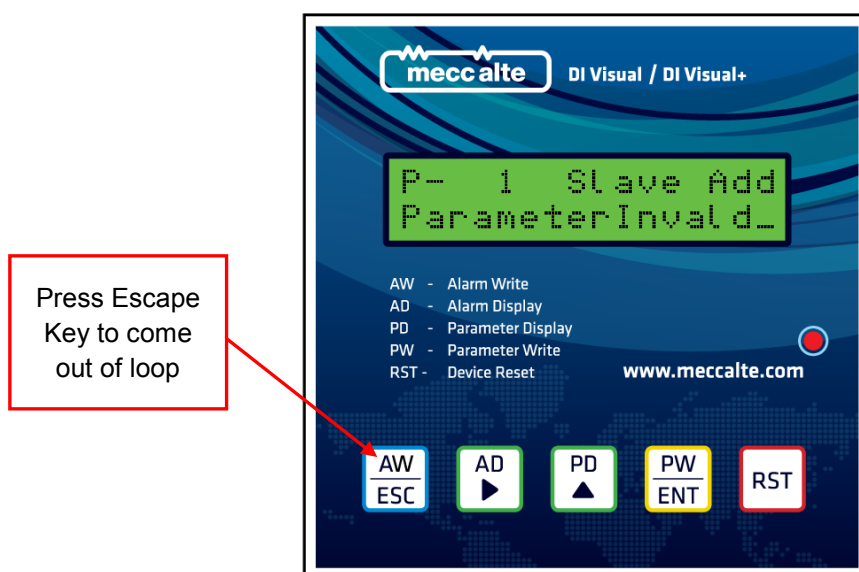 mecc alte DI Visual / DI Visual+
P- 1 Slave Add
ParameterInvald_
Press Escape
Key to come
out of loop
AW - Alarm Write
AD - Alarm Display
PD - Parameter Display
PW - Parameter Write
RST - Device Reset
www.meccalte.com
AW AD PD PW RST
ESC ENT